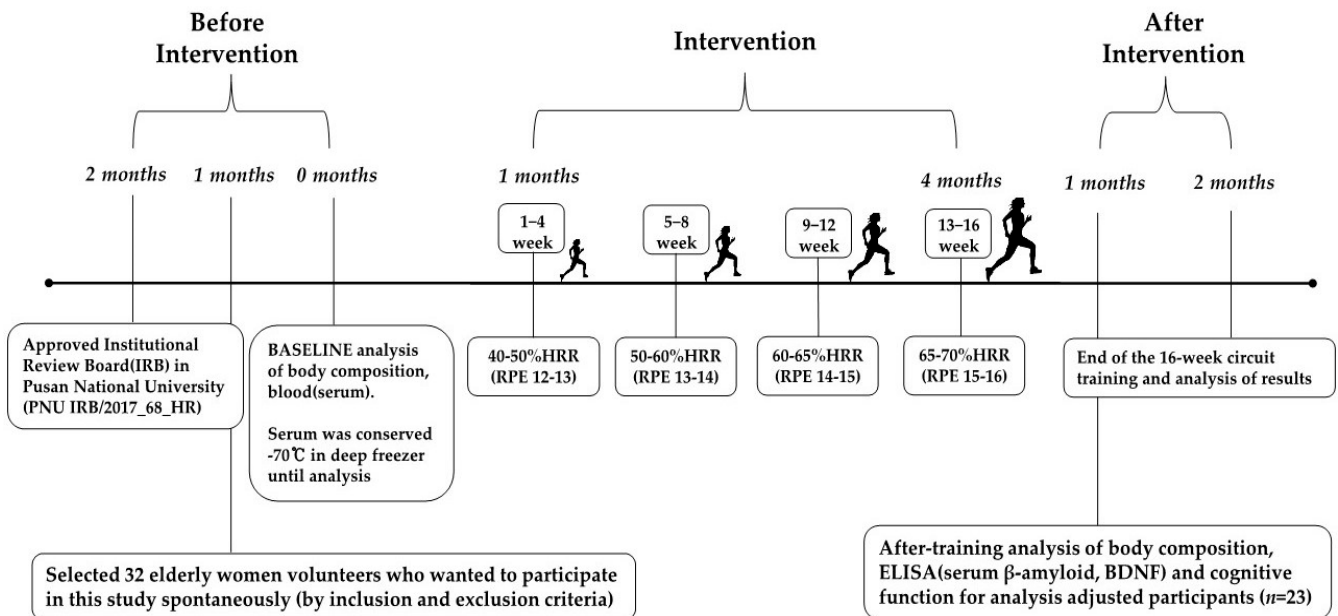 Before
Intervention
Intervention
After
Intervention
2 months
1 months
0 months
1 months
4 months
1 months
2 months
1–4
week
5–8
week
9–12
week
13–16
week
Approved Institutional
Review Board(IRB) in
Pusan National University
(PNU IRB/2017_68_HR)
BASELINE analysis
of body composition,
blood(serum).
Serum was conserved
-70℃ in deep freezer
until analysis
40-50%HRR
(RPE 12-13)
50-60%HRR
(RPE 13-14)
60-65%HRR
(RPE 14-15)
65-70%HRR
(RPE 15-16)
End of the 16-week circuit
training and analysis of results
Selected 32 elderly women volunteers who wanted to participate
in this study spontaneously (by inclusion and exclusion criteria)
After-training analysis of body composition,
ELISA(serum β-amyloid, BDNF) and cognitive
function for analysis adjusted participants (n=23)